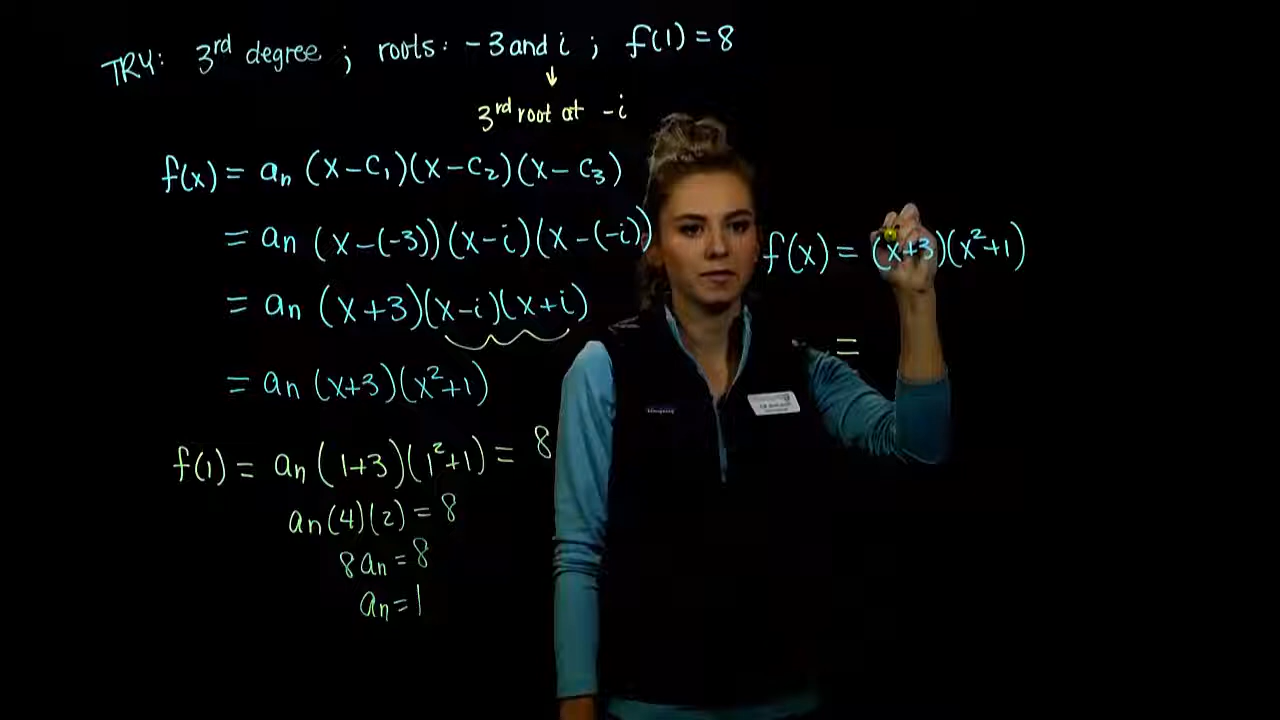 TRY: 3rd degree ; roots: -3 and i ; f(1) = 8
↓
3rd root at -i
f(x) = an (x-c₁)(x-c₂)(x-c₃)
= an (x-(-3))(x-i)(x-(-i))
= an (x+3)(x-i)(x+i)
= an (x+3)(x²+1)
f(1) = an (1+3)(1²+1) = 8
an(4)(2) = 8
8an = 8
an = 1
f(x) = (x+3)(x²+1)
=